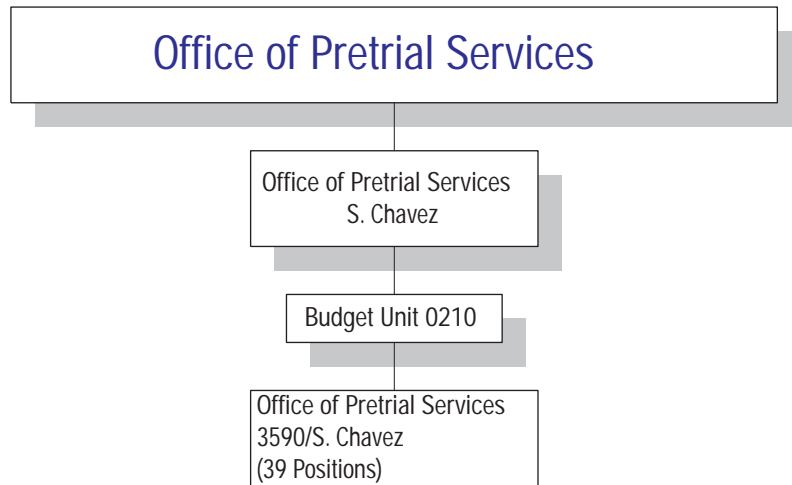 Office of Pretrial Services
Office of Pretrial Services
S. Chavez
Budget Unit 0210
Office of Pretrial Services
3590/S. Chavez
(39 Positions)